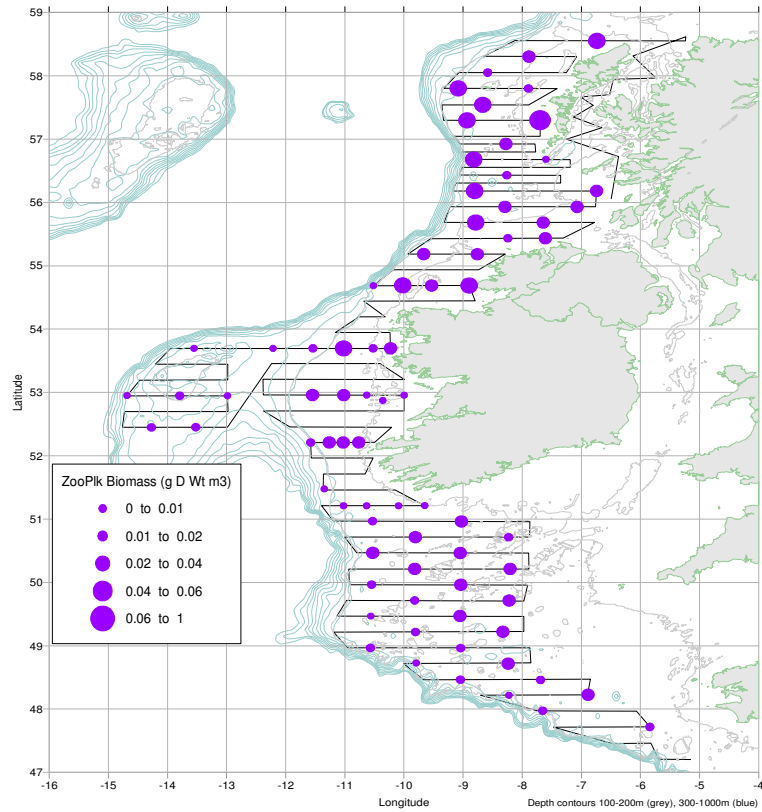 59
58
57
56
55
54
53
52
51
50
49
48
47
Latitude
ZooPlk Biomass (g D Wt m3)
0 to 0.01
0.01 to 0.02
0.02 to 0.04
0.04 to 0.06
0.06 to 1
-16 -15 -14 -13 -12 -11 -10 -9 -8 -7 -6 -5 -4
Longitude
Depth contours 100-200m (grey), 300-1000m (blue)